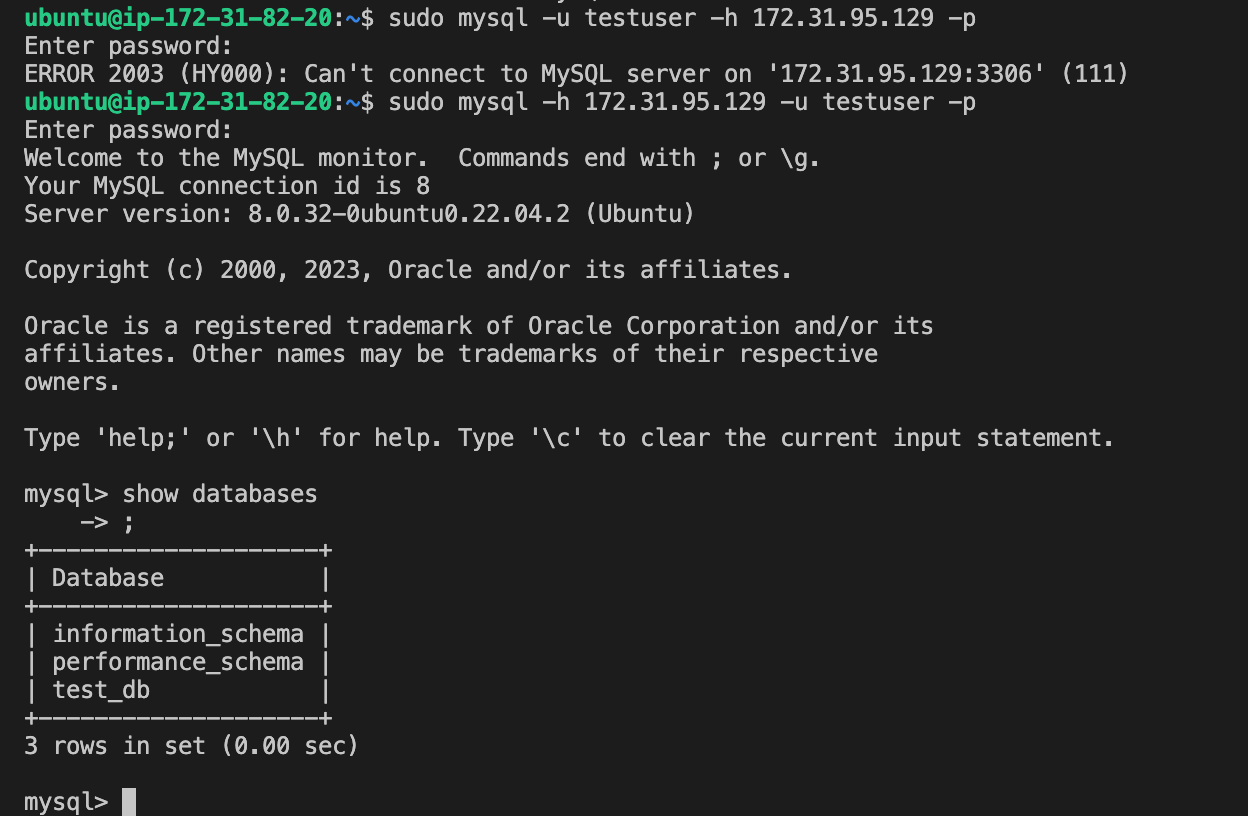 ubuntu@ip-172-31-82-20:~$ sudo mysql -u testuser -h 172.31.95.129 -p
Enter password:
ERROR 2003 (HY000): Can't connect to MySQL server on '172.31.95.129:3306' (111)
ubuntu@ip-172-31-82-20:~$ sudo mysql -h 172.31.95.129 -u testuser -p
Enter password:
Welcome to the MySQL monitor.  Commands end with ; or \g.
Your MySQL connection id is 8
Server version: 8.0.32-0ubuntu0.22.04.2 (Ubuntu)

Copyright (c) 2000, 2023, Oracle and/or its affiliates.

Oracle is a registered trademark of Oracle Corporation and/or its
affiliates. Other names may be trademarks of their respective
owners.

Type 'help;' or '\h' for help. Type '\c' to clear the current input statement.

mysql> show databases
    -> ;
+--------------------+
| Database           |
+--------------------+
| information_schema |
| performance_schema |
| test_db            |
+--------------------+
3 rows in set (0.00 sec)

mysql>